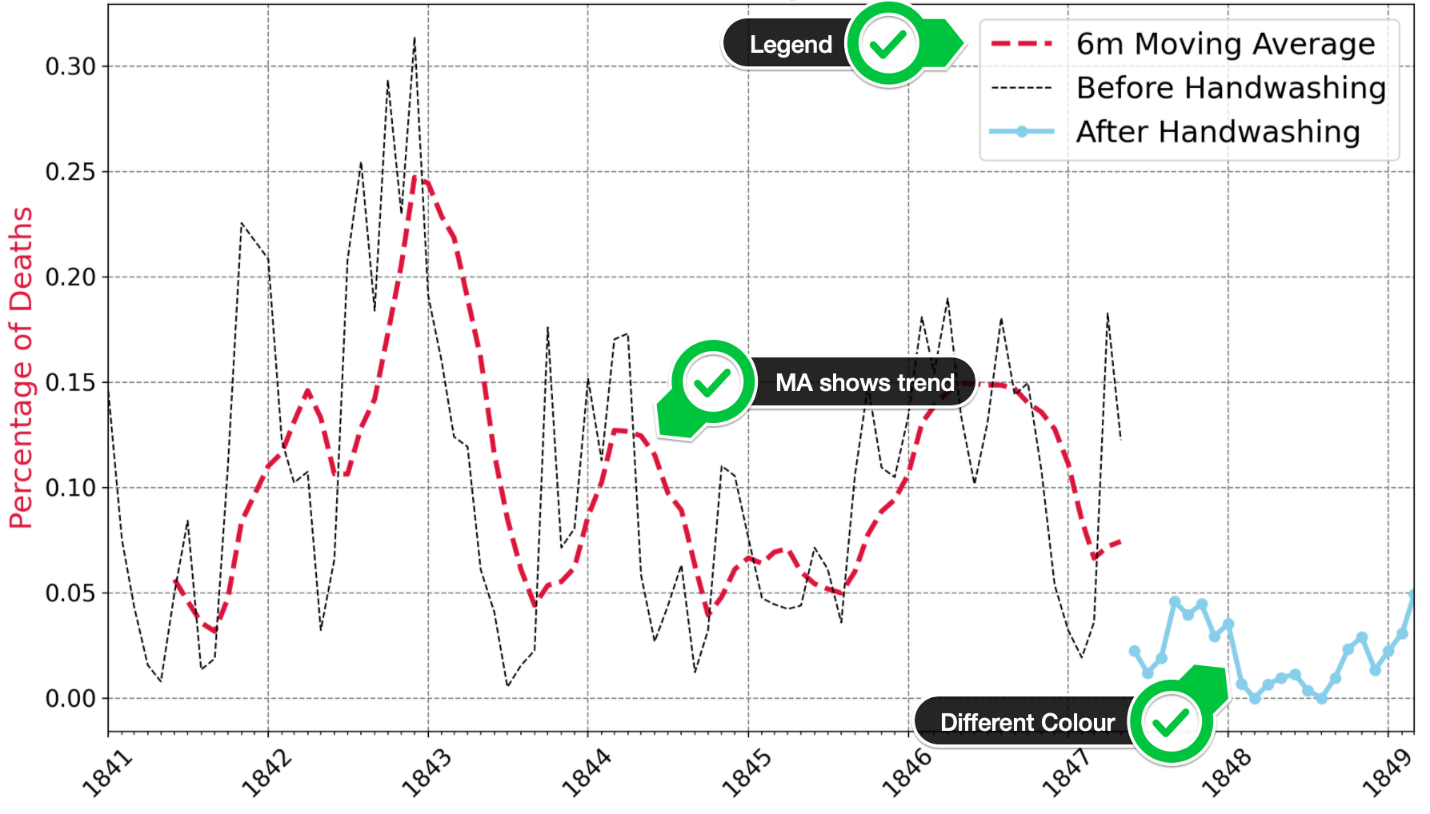 Legend
6m Moving Average
Before Handwashing
After Handwashing
0.30
0.25
0.20
0.15
0.10
0.05
0.00
Percentage of Deaths
MA shows trend
Different Colour
1841
1842
1843
1844
1845
1846
1847
1848
1849